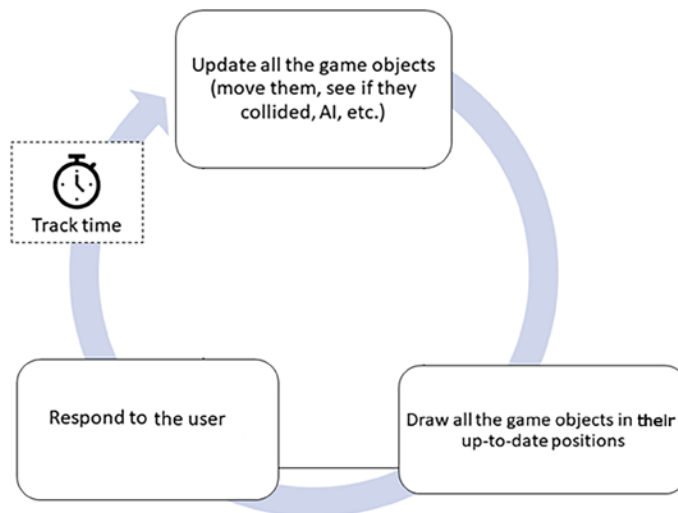 Update all the game objects
(move them, see if they
collided, AI, etc.)
Track time
Respond to the user
Draw all the game objects in their
up-to-date positions